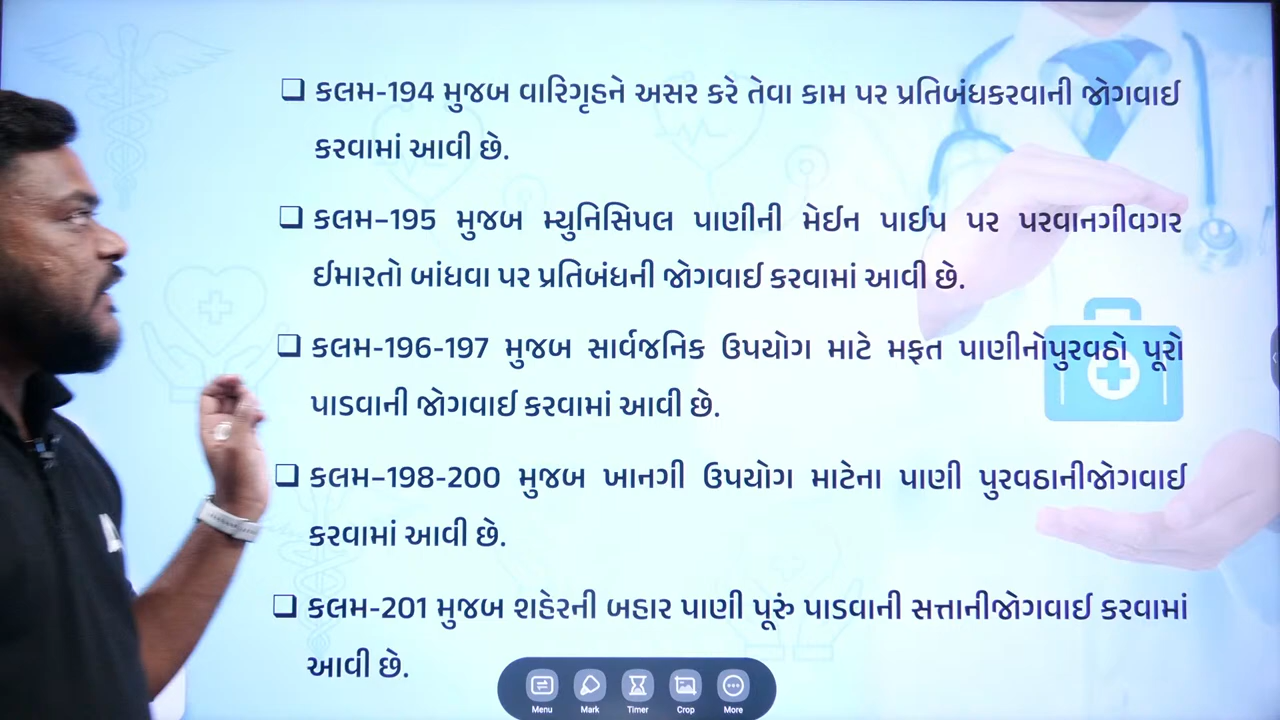 ❑ કલમ-194 મુજબ વારિગૃહને અસર કરે તેવા કામ પર પ્રતિબંધકરવાની જોગવાઈ
કરવામાં આવી છે.
❑ કલમ–195 મુજબ મ્યુનિસિપલ પાણીની મેઈન પાઈપ પર પરવાનગીવગર
ઈમારતો બાંધવા પર પ્રતિબંધની જોગવાઈ કરવામાં આવી છે.
❑ કલમ-196-197 મુજબ સાર્વજનિક ઉપયોગ માટે મફત પાણીનોપુરવઠો પૂરો
પાડવાની જોગવાઈ કરવામાં આવી છે.
❑ કલમ–198-200 મુજબ ખાનગી ઉપયોગ માટેના પાણી પુરવઠાનીજોગવાઈ
કરવામાં આવી છે.
❑ કલમ-201 મુજબ શહેરની બહાર પાણી પૂરું પાડવાની સત્તાનીજોગવાઈ કરવામાં
આવી છે.
Menu Mark Timer Crop More